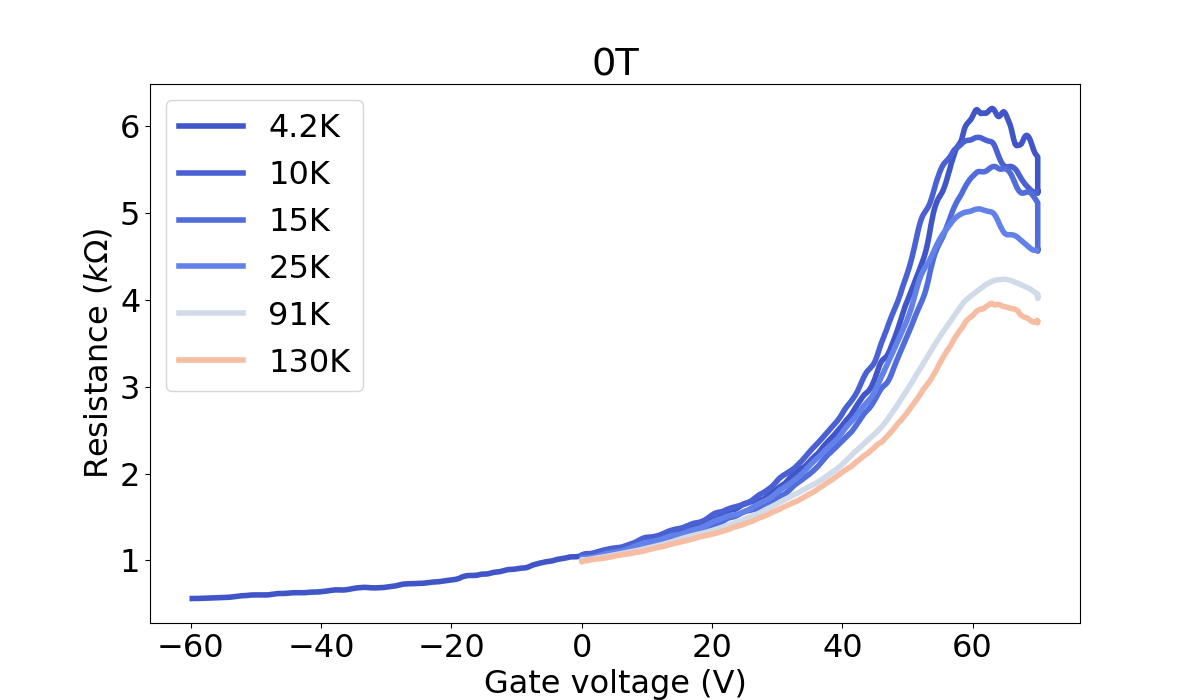 0T
6
5
4
3
2
1
Resistance (kΩ)
4.2K
10K
15K
25K
91K
130K
−60 −40 −20 0 20 40 60
Gate voltage (V)